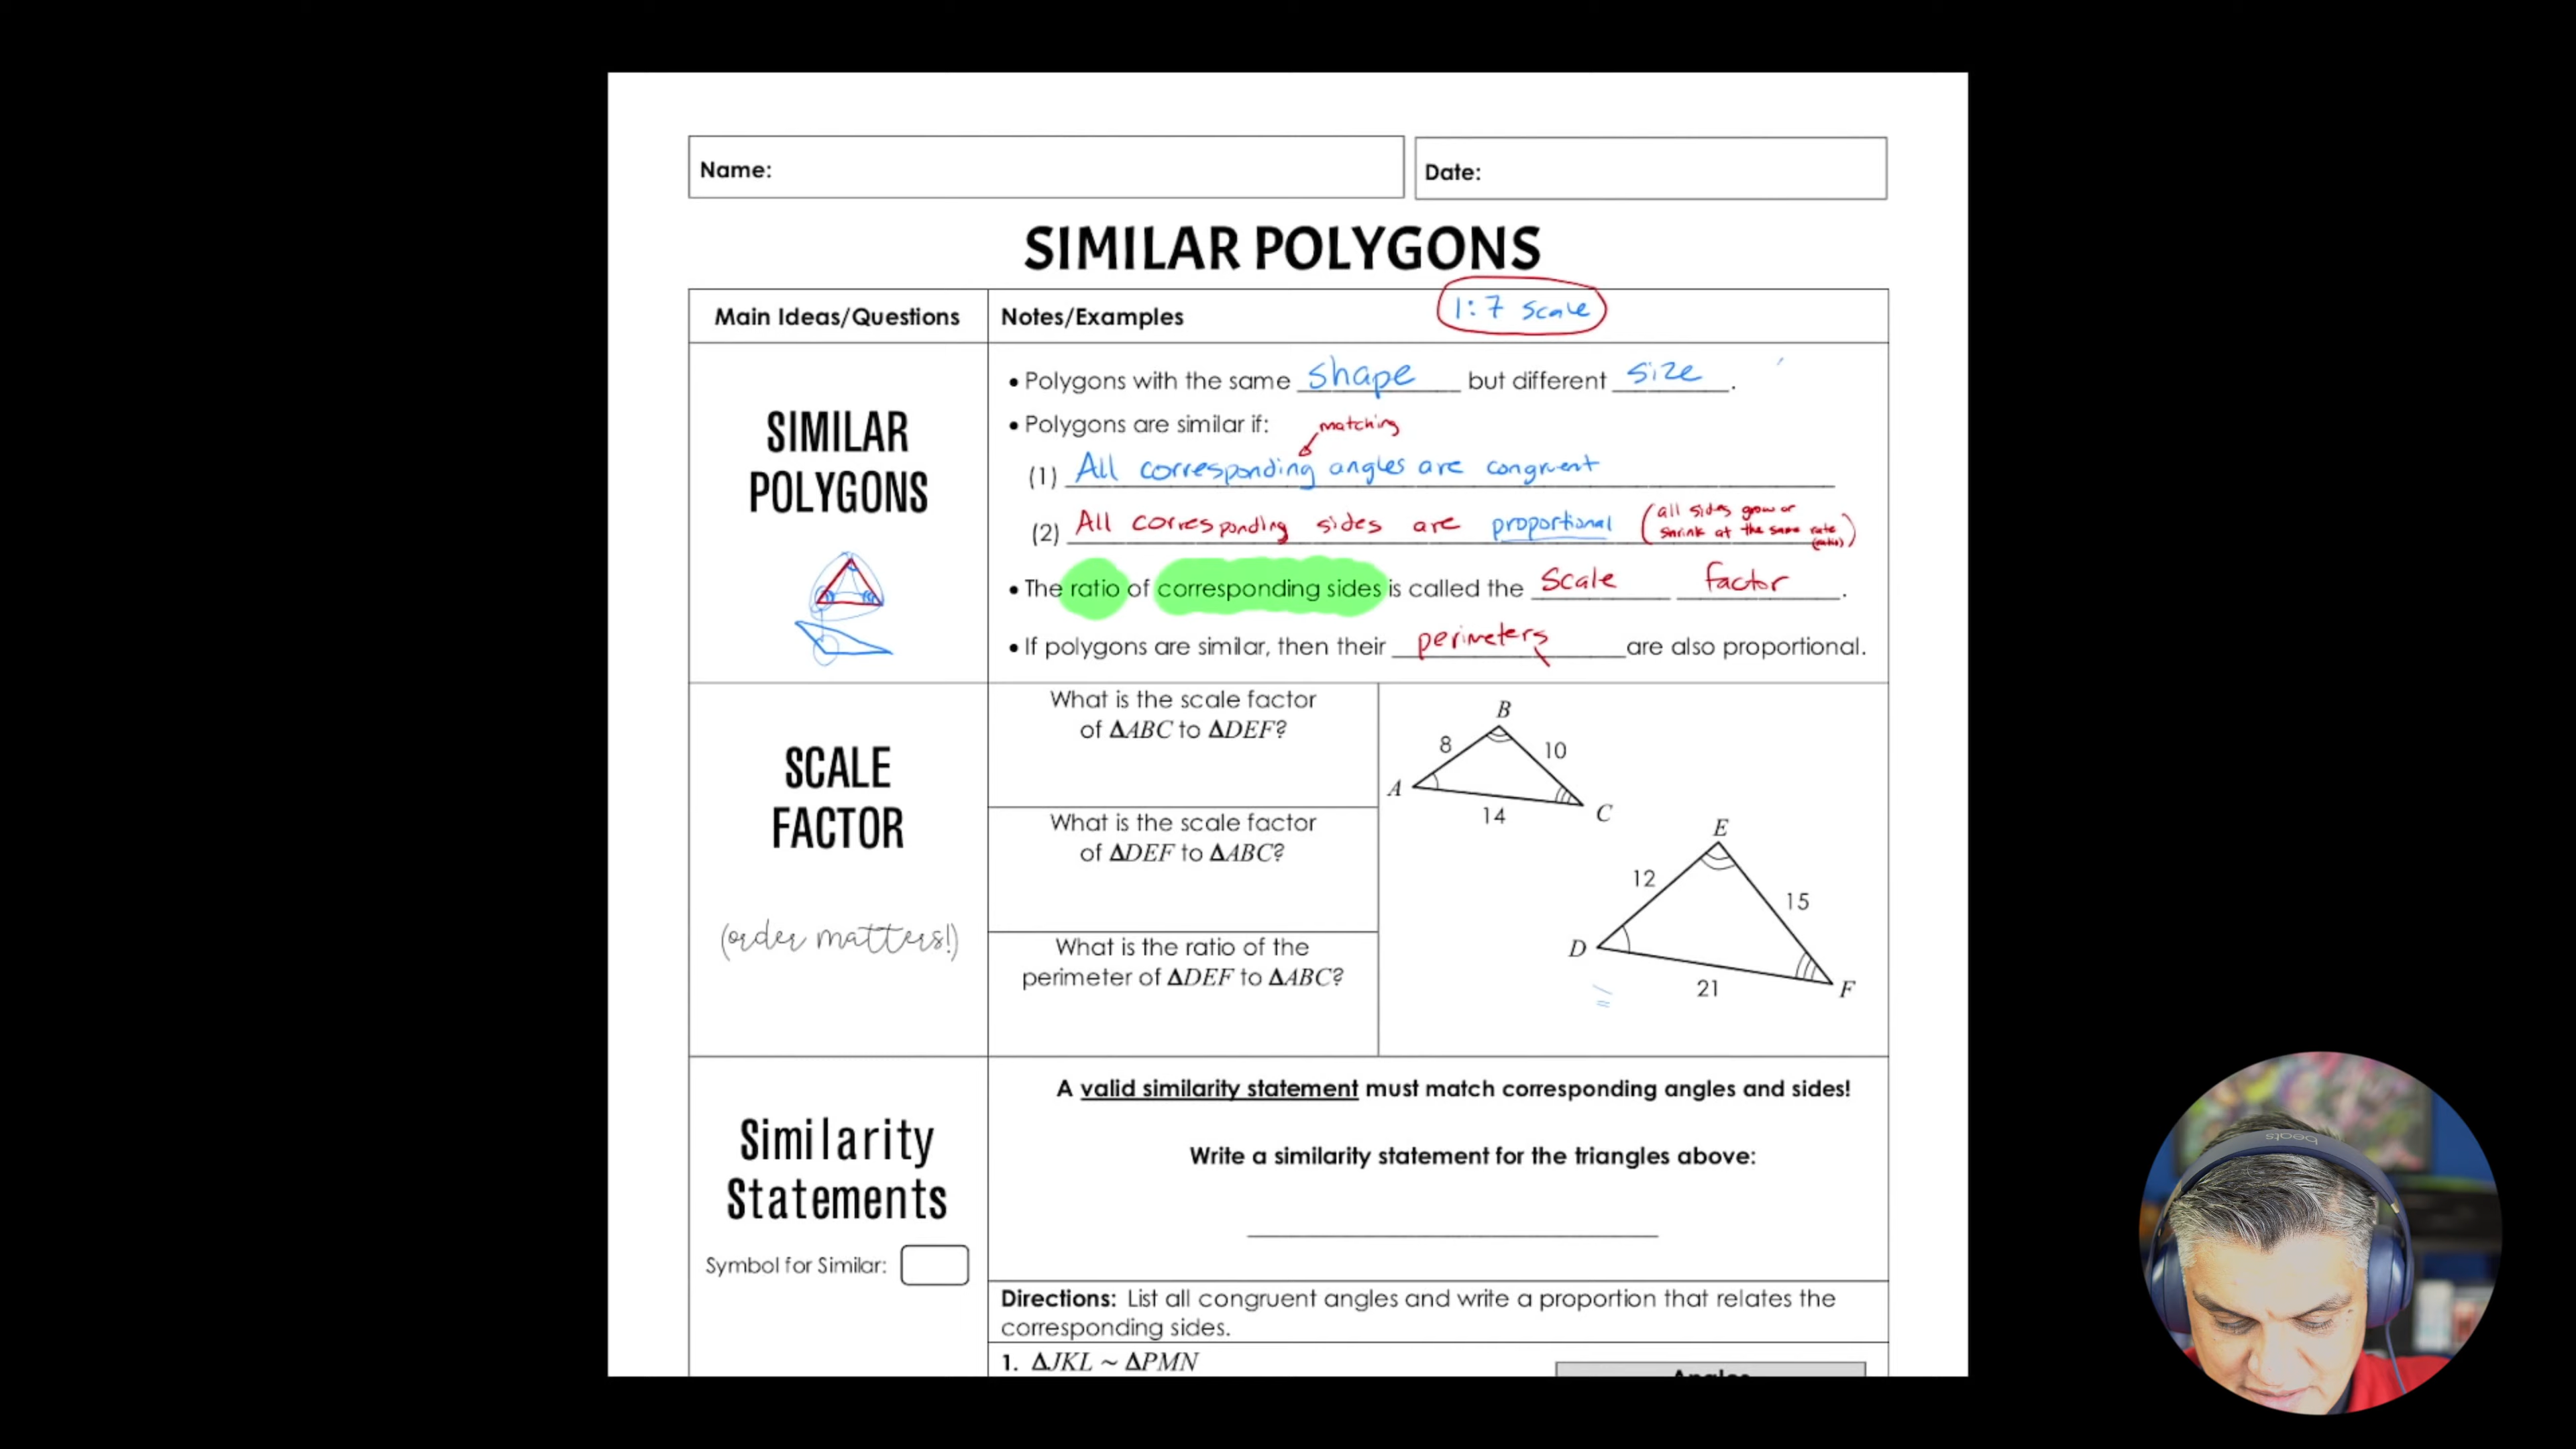 Name:
Date:
SIMILAR POLYGONS
Main Ideas/Questions
Notes/Examples
1:7 scale
SIMILAR
POLYGONS
• Polygons with the same shape but different size.
• Polygons are similar if:
matching
(1) All corresponding angles are congruent
(2) All corresponding sides are proportional (all sides grow or
shrink at the same rate
(ratio))
• The ratio of corresponding sides is called the scale factor.
• If polygons are similar, then their perimeters are also proportional.
SCALE
FACTOR
(order matters!)
What is the scale factor
of ΔABC to ΔDEF?
What is the scale factor
of ΔDEF to ΔABC?
What is the ratio of the
perimeter of ΔDEF to ΔABC?
B
8
10
A
14
C
E
12
15
D
21
F
Similarity
Statements
Symbol for Similar:
A valid similarity statement must match corresponding angles and sides!
Write a similarity statement for the triangles above:
Directions: List all congruent angles and write a proportion that relates the
corresponding sides.
1. ΔJKL ~ ΔPMN
Angles
beats